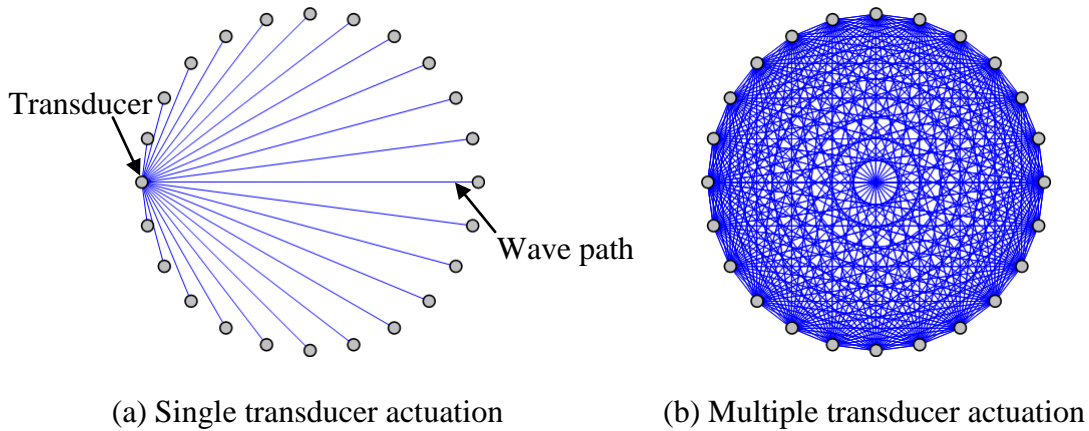 Transducer
Wave path
(a) Single transducer actuation
(b) Multiple transducer actuation